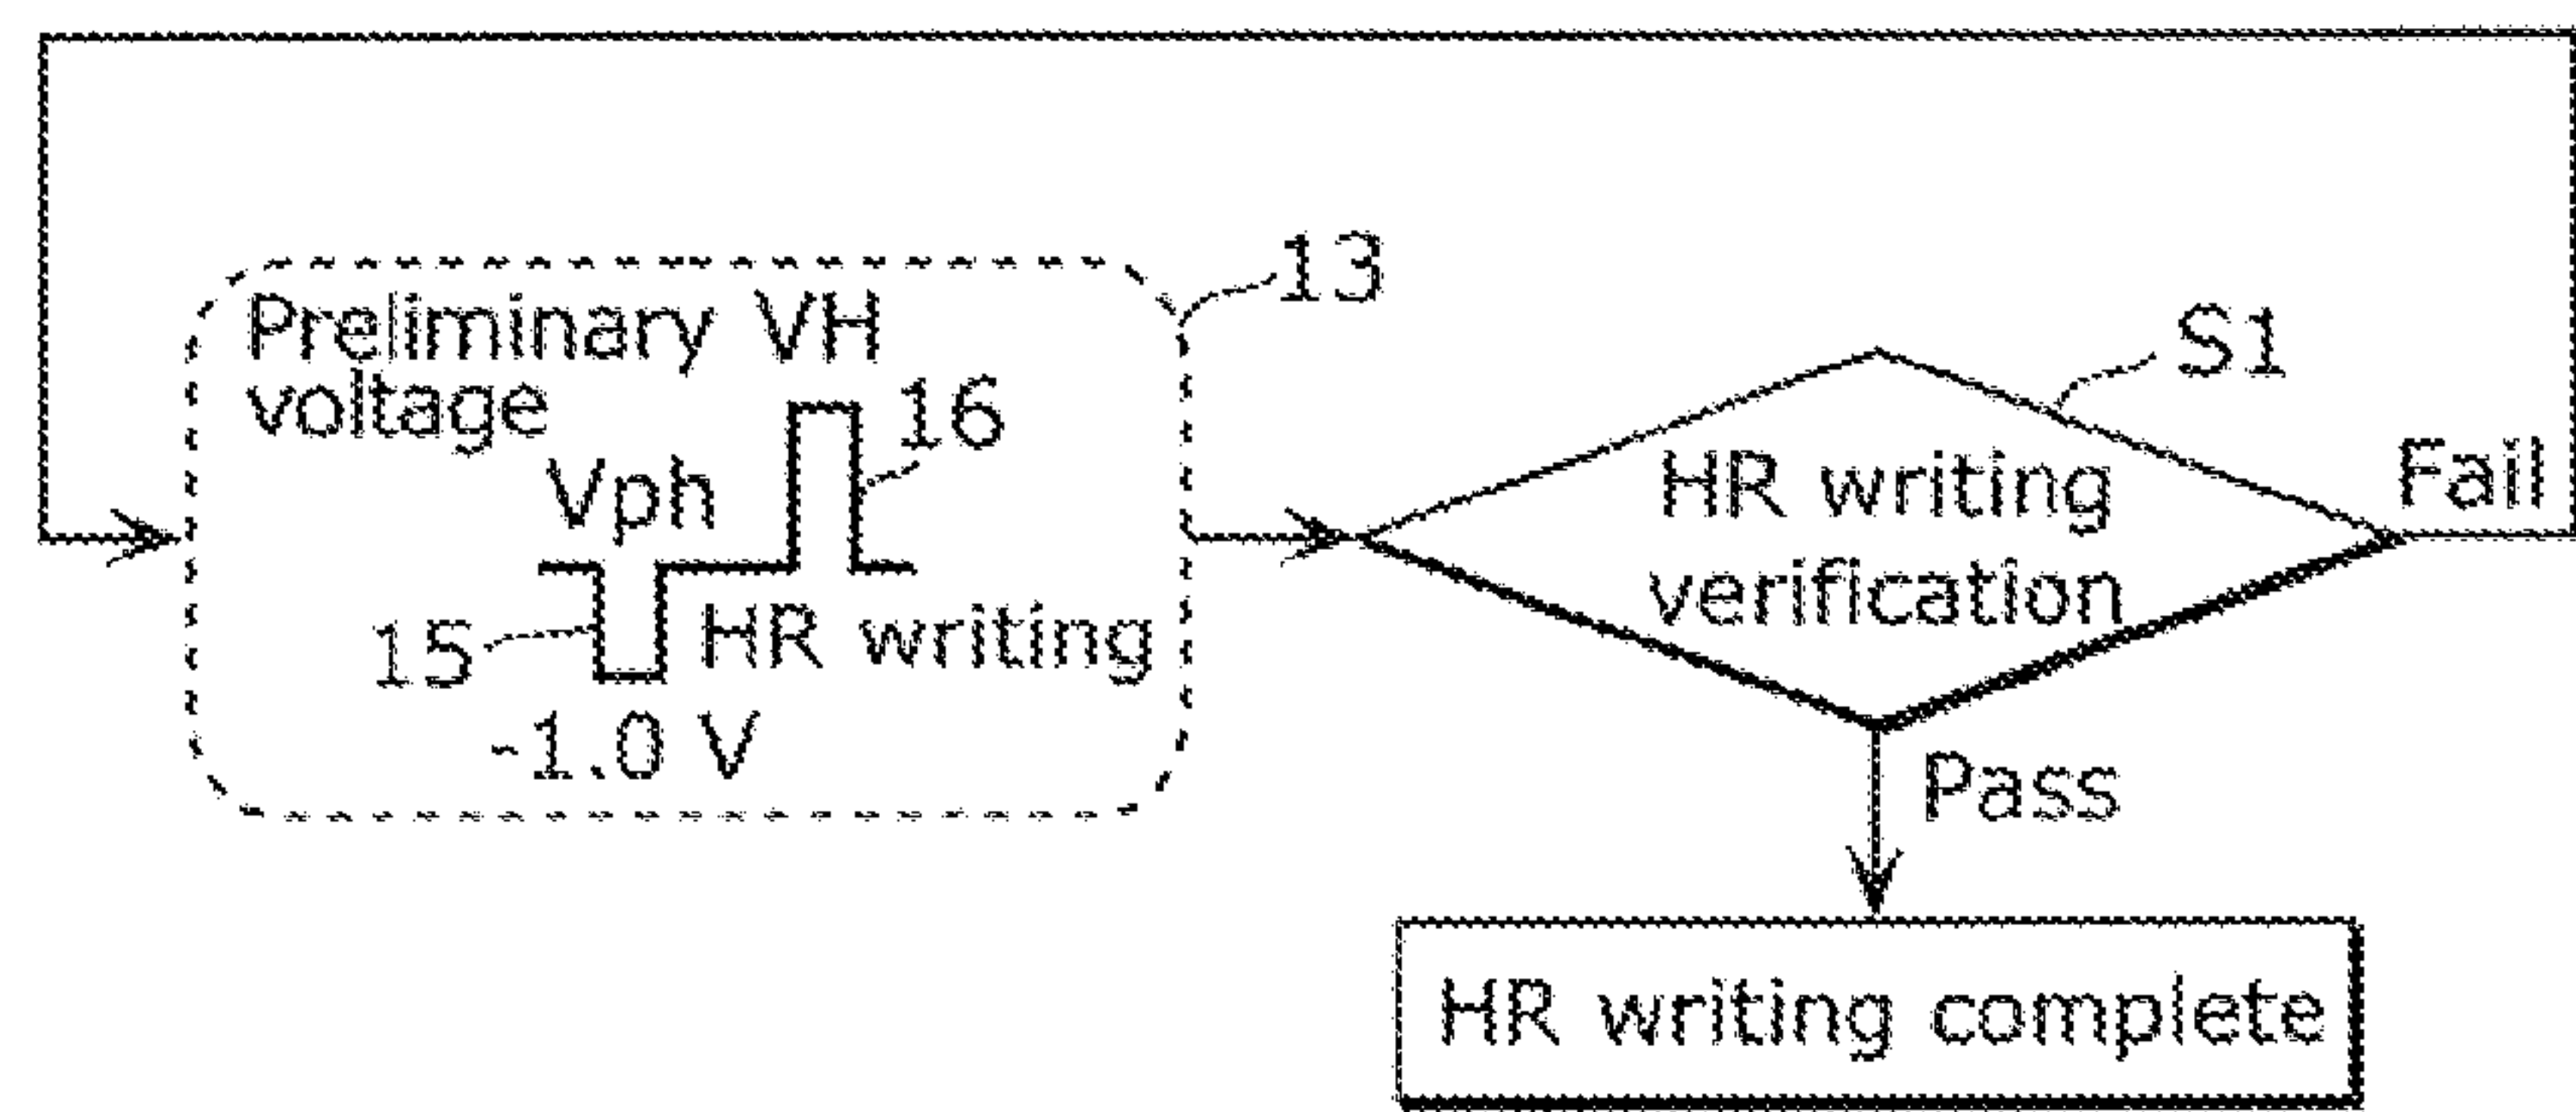 13
Preliminary VH
voltage
16
Vph
15
HR writing
-1.0 V
S1
HR writing
verification
Fail
Pass
HR writing complete